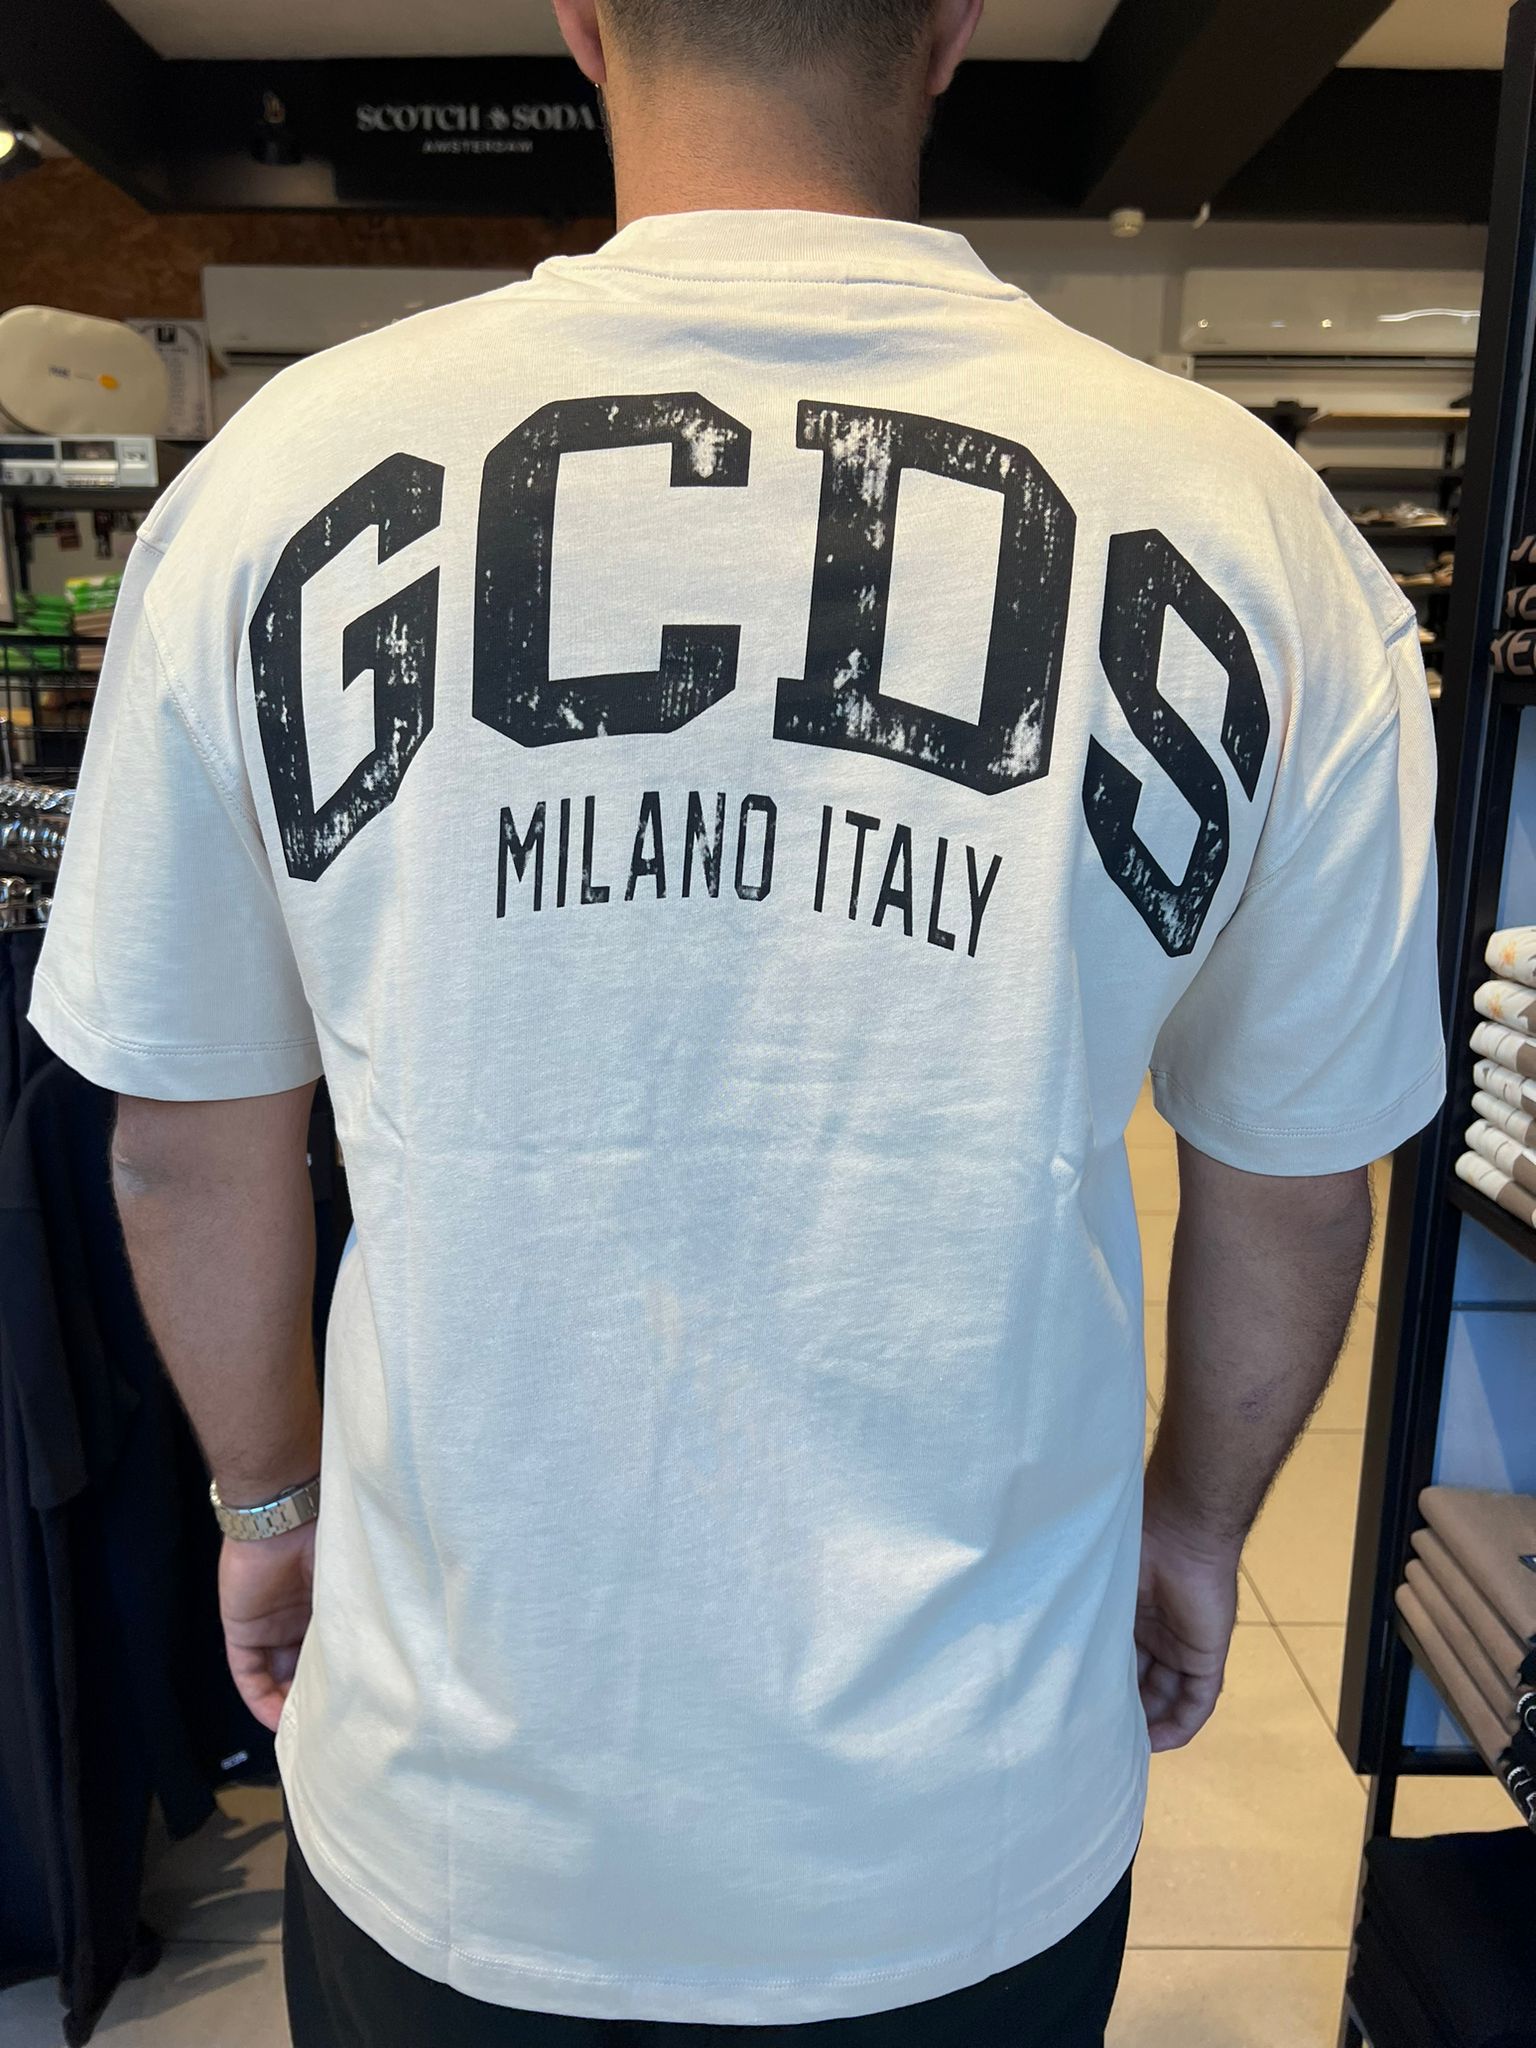 SCOTCH & SODA
AMSTERDAM
GCDS
MILANO ITALY